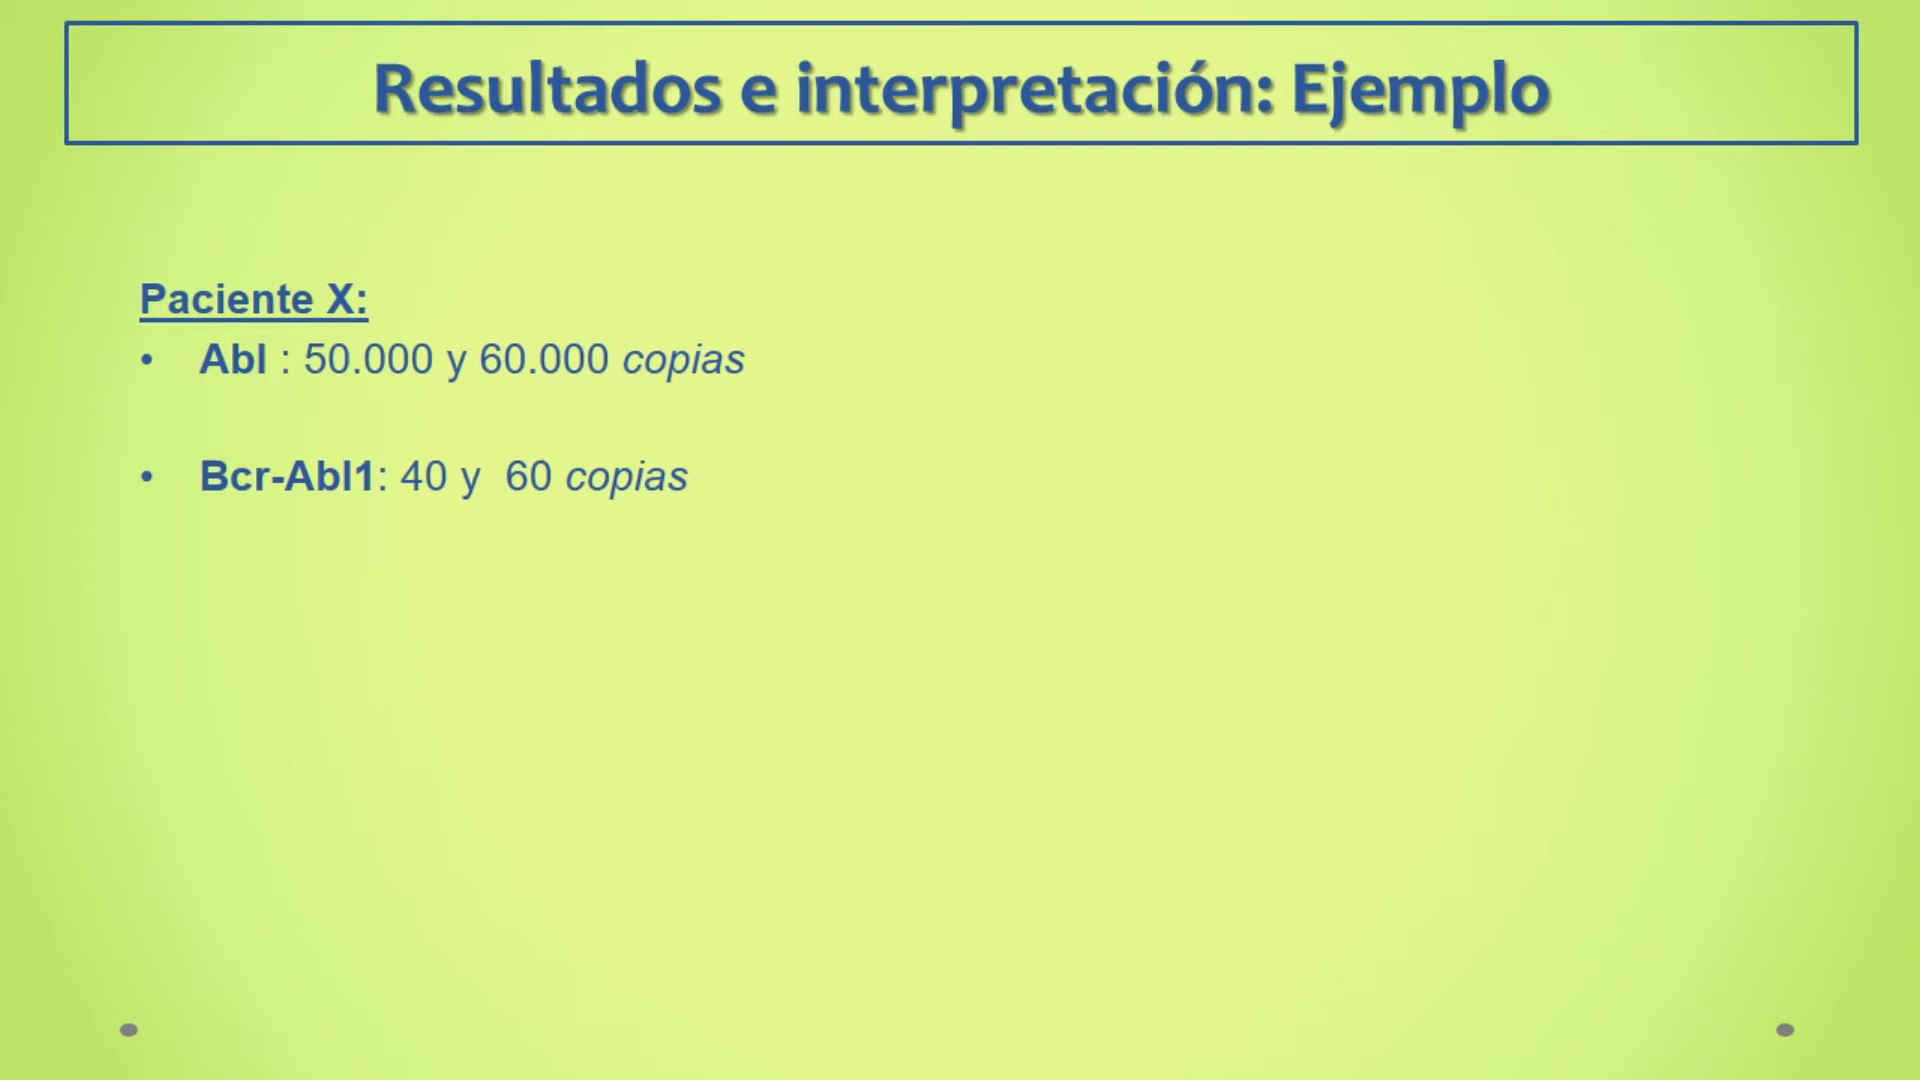 Resultados e interpretación: Ejemplo
Paciente X:
• Abl : 50.000 y 60.000 copias
• Bcr-Abl1: 40 y 60 copias